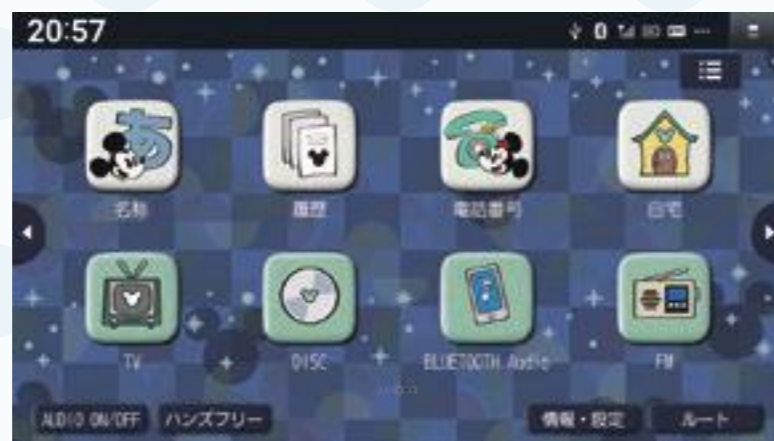 20:57
あ
名称
履歴
電話番号
自宅
TV
DISC
BLUETOOTH Audio
FM
AUDIO ON/OFF
ハンズフリー
情報・設定
ルート